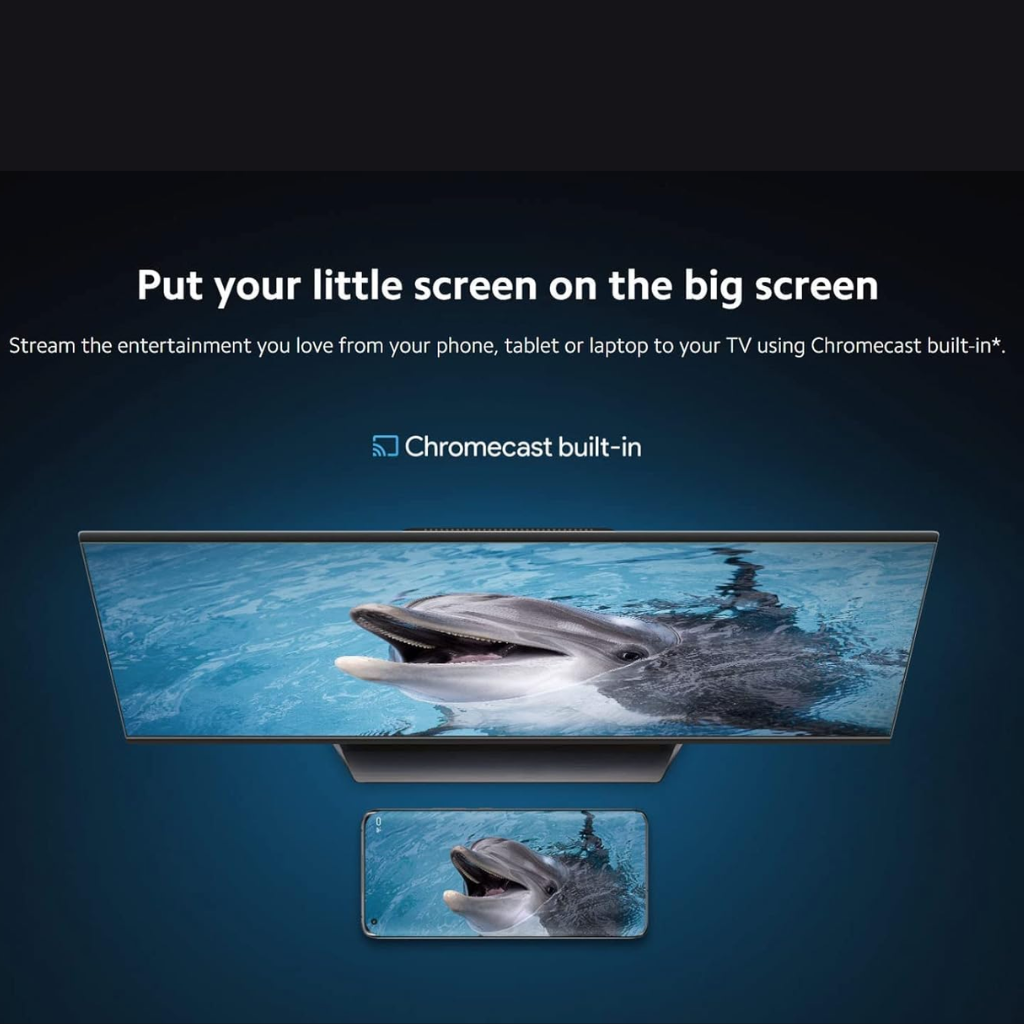 Put your little screen on the big screen
Stream the entertainment you love from your phone, tablet or laptop to your TV using Chromecast built-in*.
Chromecast built-in